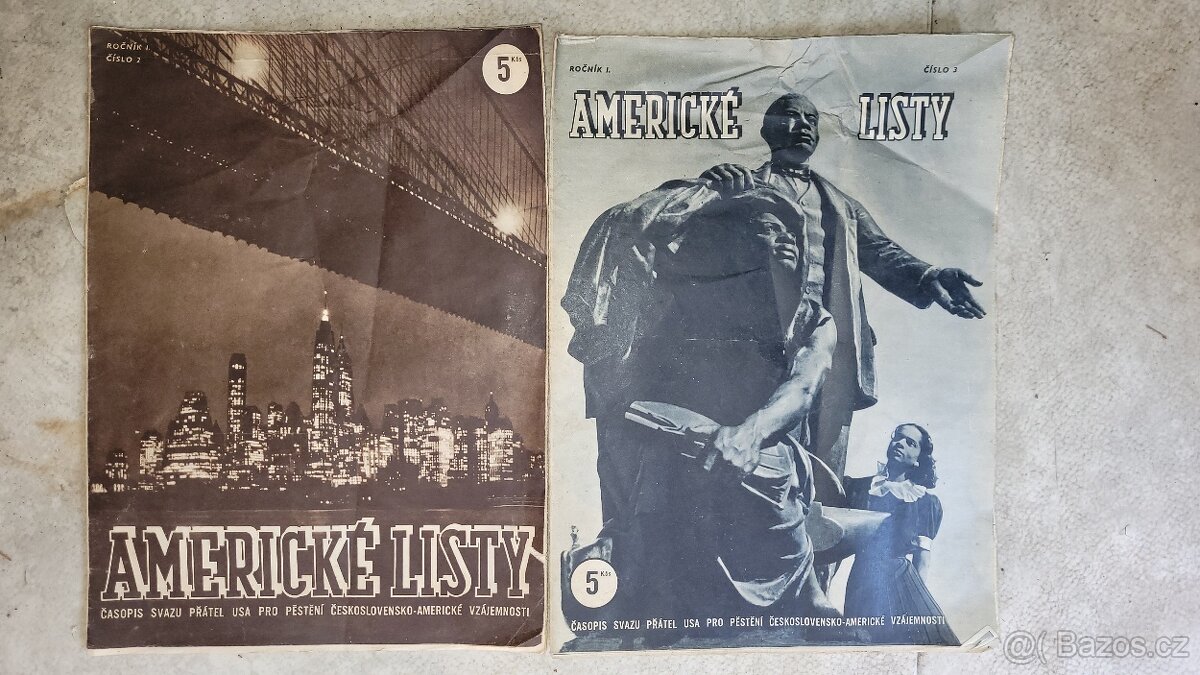 ROČNÍK I.
ČÍSLO 2
5 Kčs
AMERICKÉ LISTY
ČASOPIS SVAZU PŘÁTEL USA PRO PĚSTĚNÍ ČESKOSLOVENSKO-AMERICKÉ VZÁJEMNOSTI
ROČNÍK I.
ČÍSLO 3
AMERICKÉ LISTY
5 Kčs
ČASOPIS SVAZU PŘÁTEL USA PRO PĚSTĚNÍ ČESKOSLOVENSKO-AMERICKÉ VZÁJEMNOSTI
@( Bazos.cz